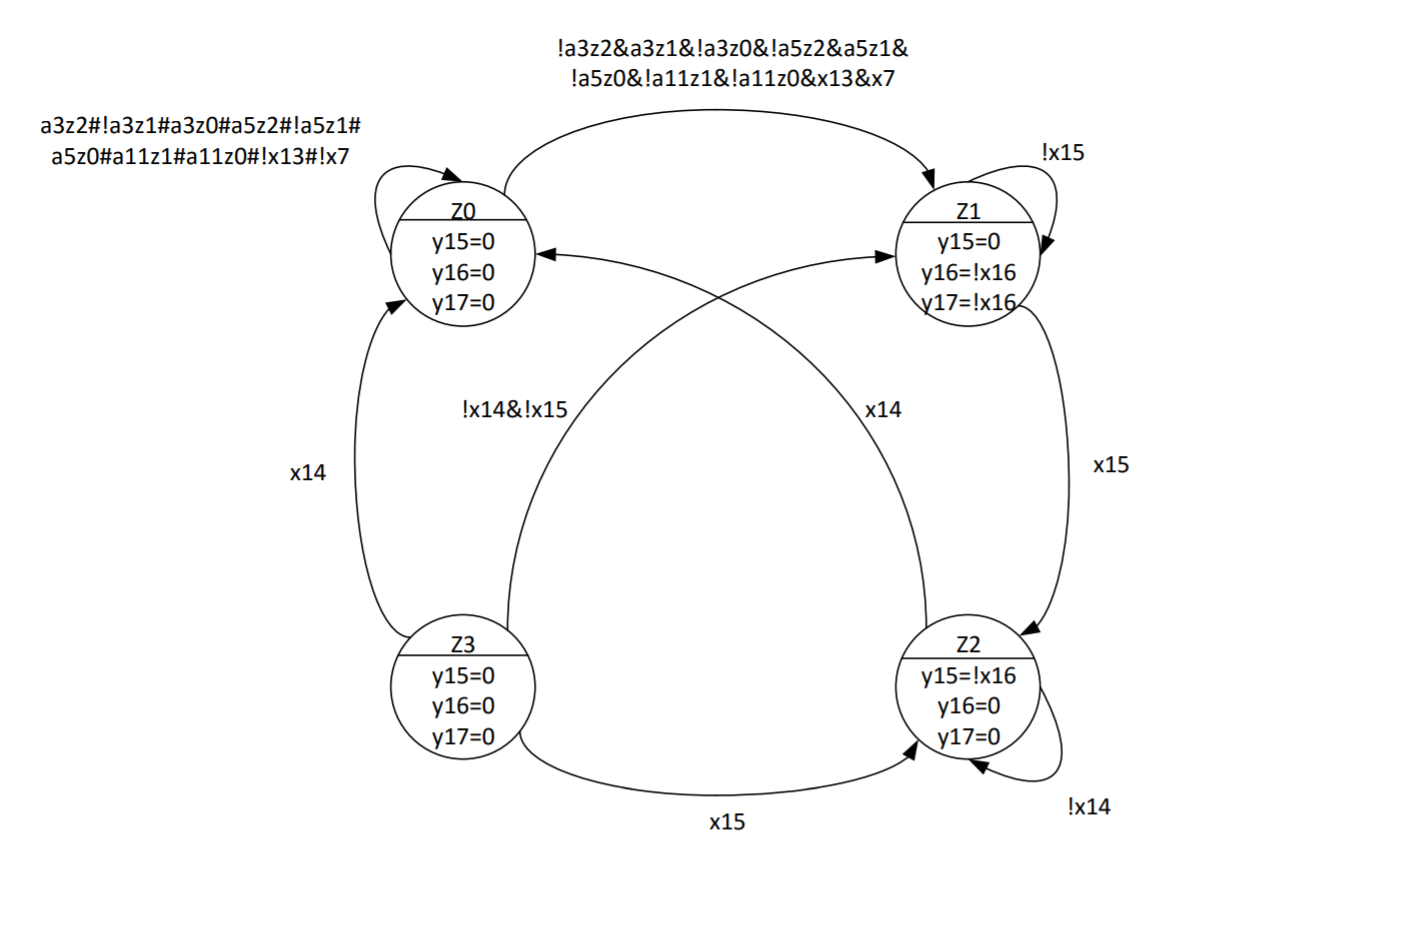 !a3z2&a3z1&!a3z0&!a5z2&a5z1&
!a5z0&!a11z1&!a11z0&x13&x7
a3z2#!a3z1#a3z0#a5z2#!a5z1#
a5z0#a11z1#a11z0#!x13#!x7
!x15
Z0
y15=0
y16=0
y17=0
Z1
y15=0
y16=!x16
y17=!x16
!x14&!x15
x14
x14
x15
Z3
y15=0
y16=0
y17=0
Z2
y15=!x16
y16=0
y17=0
x15
!x14